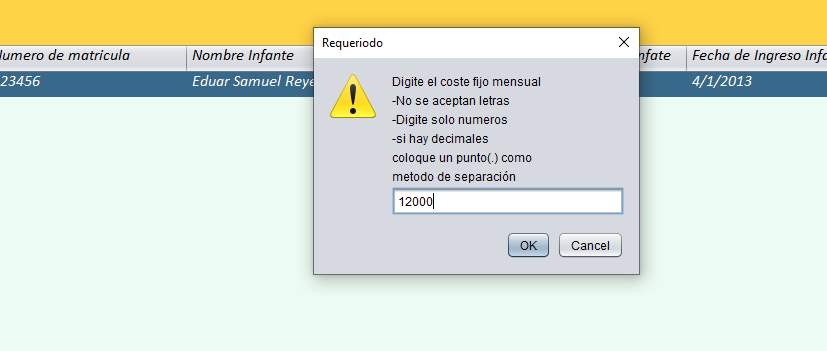 Requeriodo
Numero de matricula Nombre Infante nfate Fecha de Ingreso Infa
23456 Eduar Samuel Reye 4/1/2013
Digite el coste fijo mensual
-No se aceptan letras
-Digite solo numeros
-si hay decimales
coloque un punto(.) como
metodo de separación
12000
OK Cancel